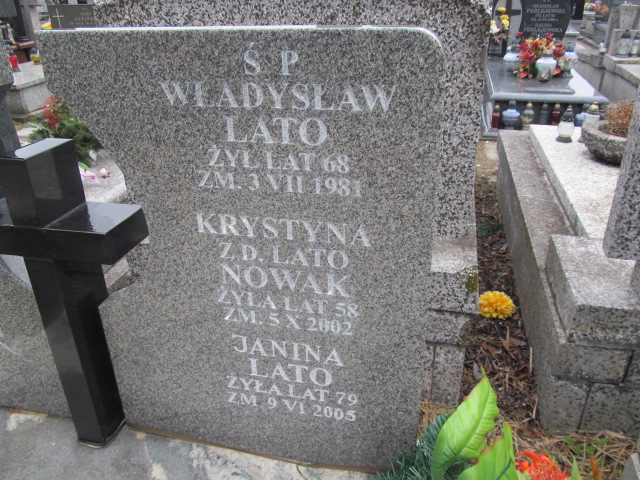 Ś P
WŁADYSŁAW
LATO
ŻYŁ LAT 68
ZM. 3 VII 1981
KRYSTYNA
Z D. LATO
NOWAK
ŻYŁA LAT 58
ZM. 5 X 2002
JANINA
LATO
ŻYŁA LAT 79
ZM. 9 VI 2005